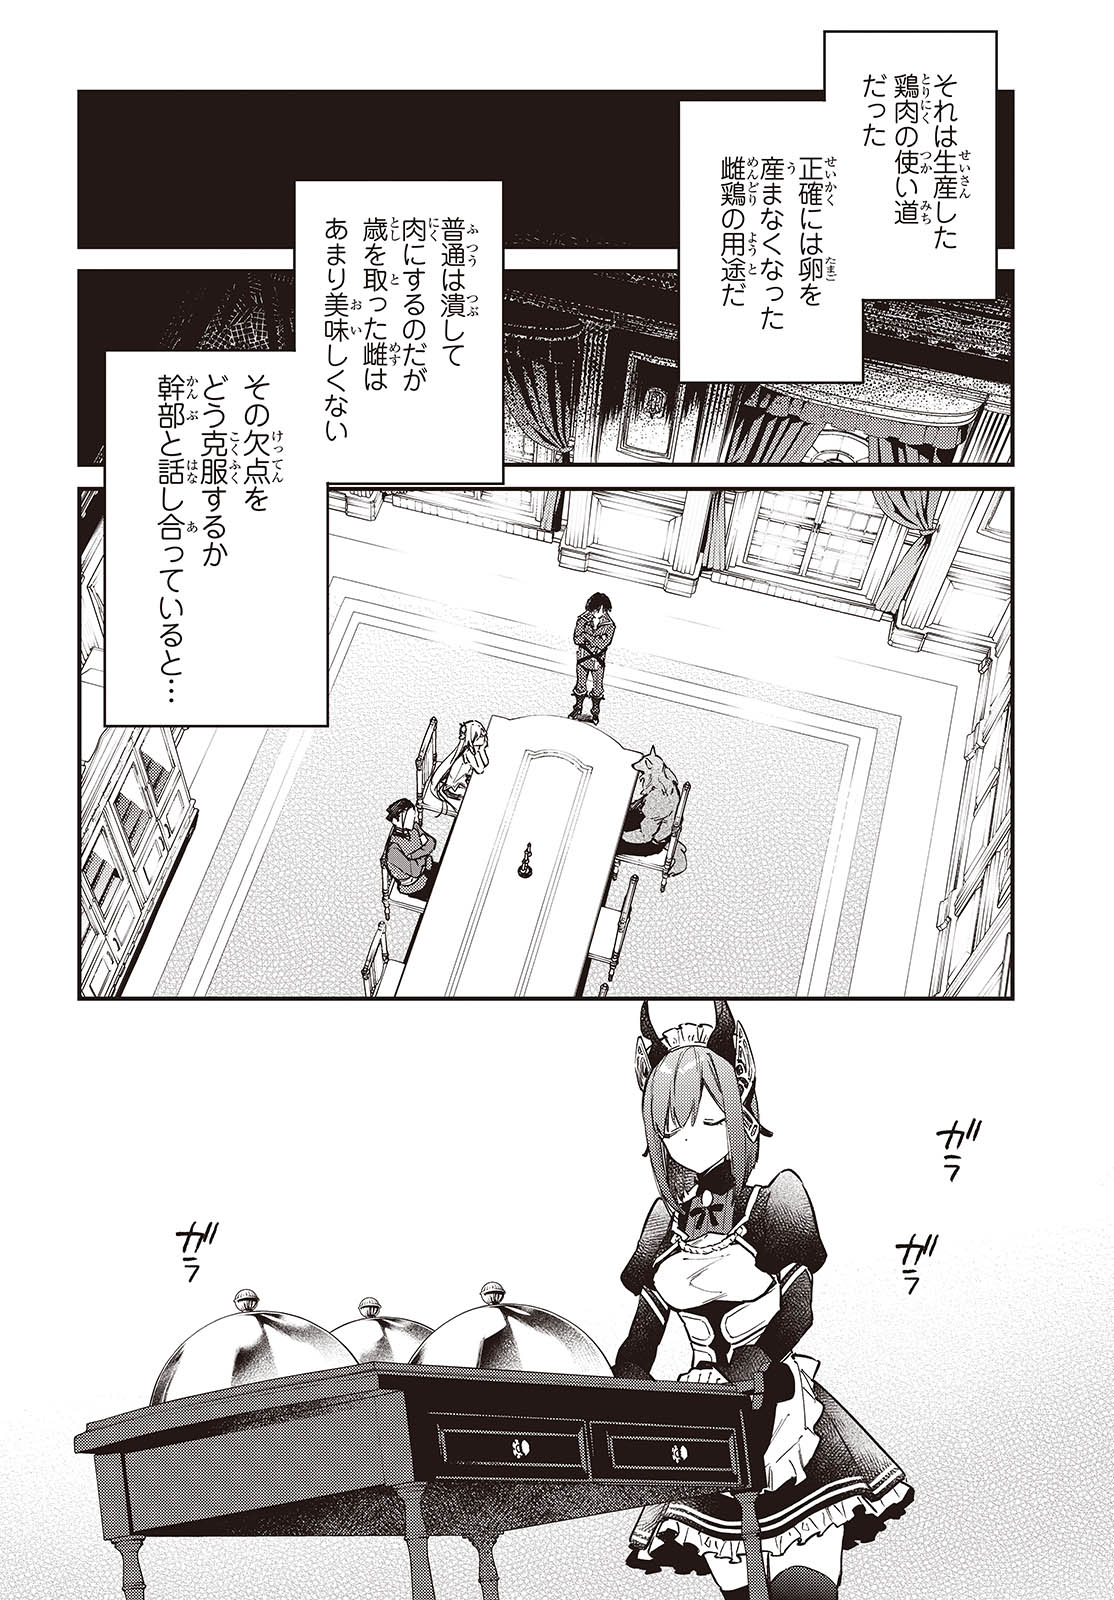 それは生産した
鶏肉の使い道
だった
正確には卵を
産まなくなった
雌鶏の用途だ
普通は潰して
肉にするのだが
歳を取った雌は
あまり美味しくない
その欠点を
どう克服するか
幹部と話し合っていると…
ガラ
ガラ
ガラ